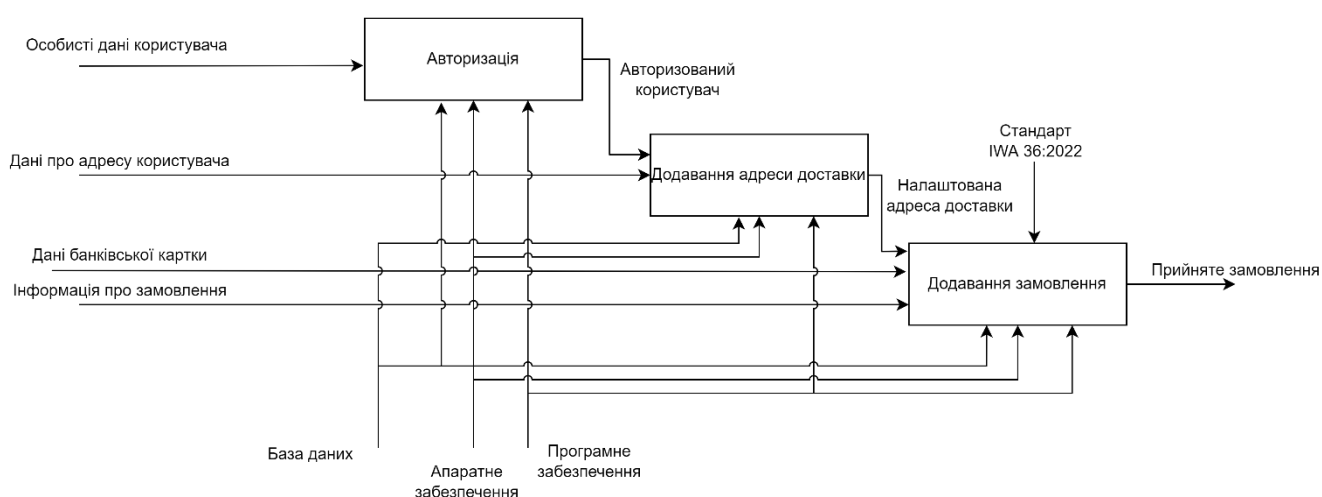 Особисті дані користувача
Авторизація
Авторизований
користувач
Стандарт
IWA 36:2022
Дані про адресу користувача
Додавання адреси доставки
Налаштована
адреса доставки
Дані банківської картки
Інформація про замовлення
Додавання замовлення
Прийняте замовлення
База даних
Апаратне
забезпечення
Програмне
забезпечення